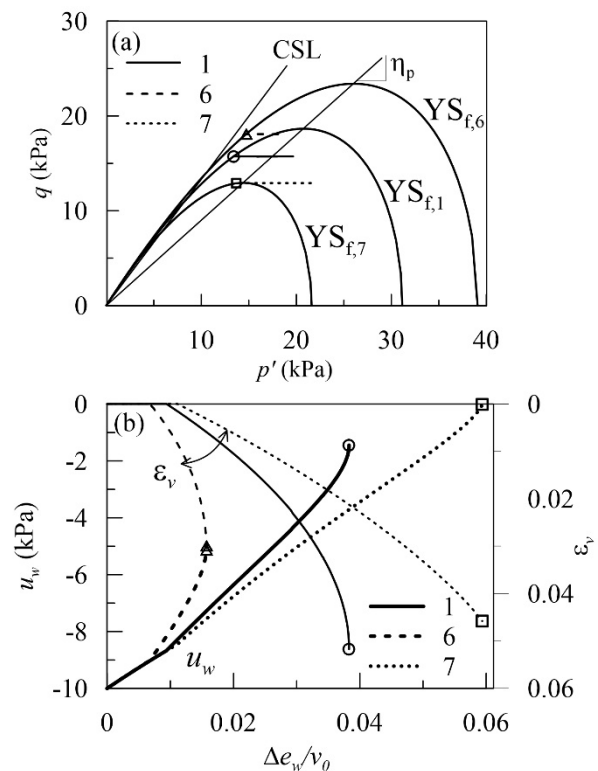 (a)
CSL
1
6
7
ηp
YSf,6
YSf,1
YSf,7
30
20
10
0
q (kPa)
10 20 30 40
p' (kPa)
(b)
0
-2
-4
-6
-8
-10
uw (kPa)
εv
uw
1
6
7
0
0.02
0.04
0.06
εv
0 0.02 0.04 0.06
Δew/v0